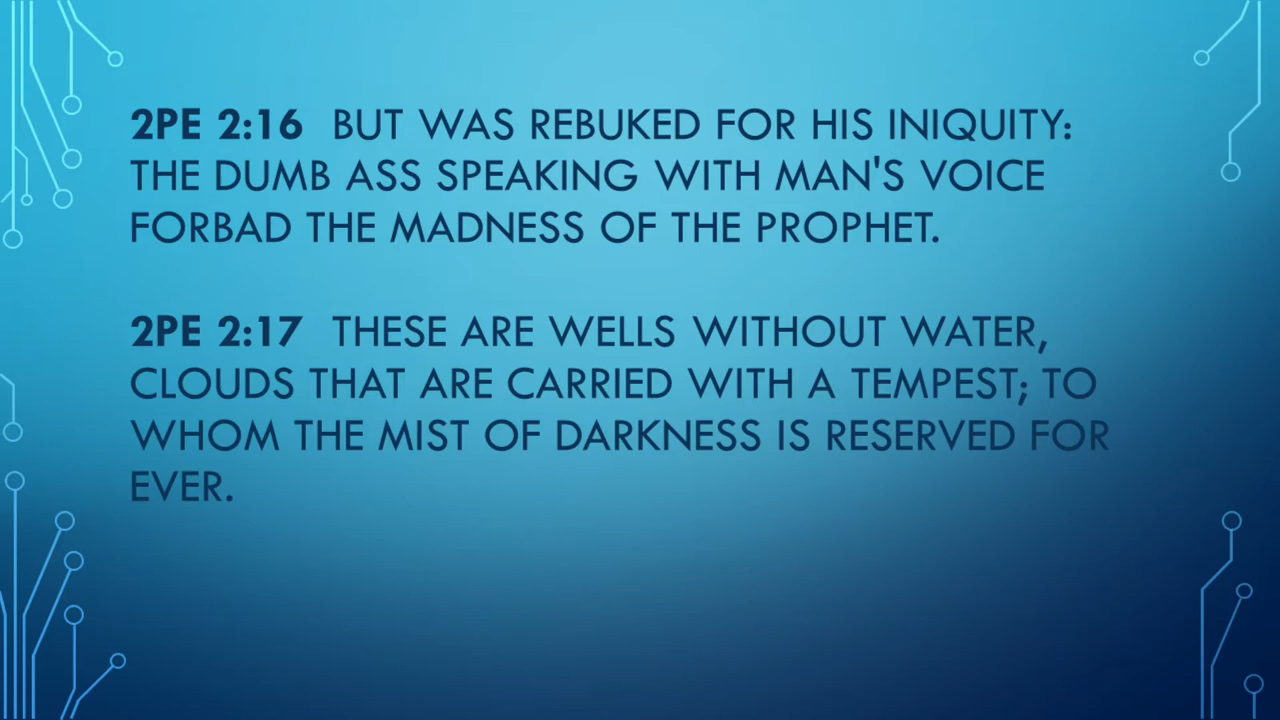 2PE 2:16 BUT WAS REBUKED FOR HIS INIQUITY:
THE DUMB ASS SPEAKING WITH MAN'S VOICE
FORBAD THE MADNESS OF THE PROPHET.
2PE 2:17 THESE ARE WELLS WITHOUT WATER,
CLOUDS THAT ARE CARRIED WITH A TEMPEST; TO
WHOM THE MIST OF DARKNESS IS RESERVED FOR
EVER.